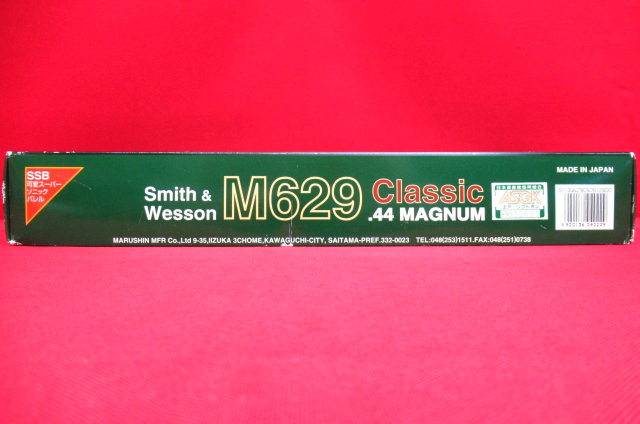 SSB
可変スーパー
ソニック
バレル
Smith &
Wesson
M629
Classic
.44 MAGNUM
ASGK
MADE IN JAPAN
MARUSHIN MFR Co.,Ltd 9-35,IIZUKA 3CHOME,KAWAGUCHI-CITY, SAITAMA-PREF.332-0023 TEL:048(253)1511.FAX:048(251)0738